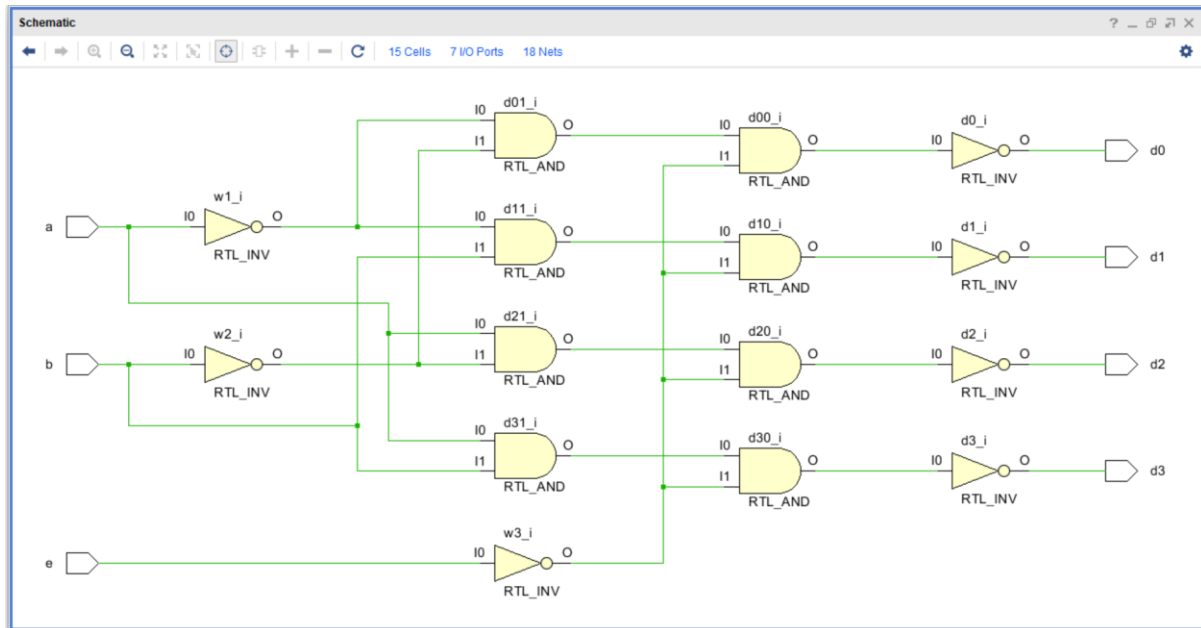 Schematic
15 Cells 7 I/O Ports 18 Nets
d01_i
I0 O
I1
RTL_AND
d00_i
I0 O
I1
RTL_AND
d0_i
I0 O
RTL_INV
d0
a
w1_i
I0 O
RTL_INV
d11_i
I0 O
I1
RTL_AND
d10_i
I0 O
I1
RTL_AND
d1_i
I0 O
RTL_INV
d1
b
w2_i
I0 O
RTL_INV
d21_i
I0 O
I1
RTL_AND
d20_i
I0 O
I1
RTL_AND
d2_i
I0 O
RTL_INV
d2
d31_i
I0 O
I1
RTL_AND
d30_i
I0 O
I1
RTL_AND
d3_i
I0 O
RTL_INV
d3
e
w3_i
I0 O
RTL_INV